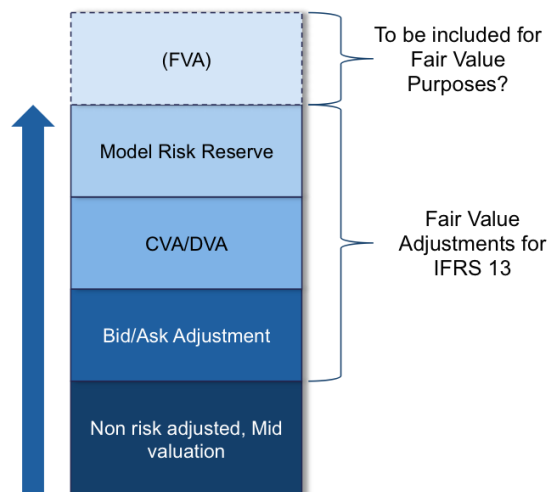 (FVA)
To be included for
Fair Value
Purposes?
Model Risk Reserve
CVA/DVA
Fair Value
Adjustments for
IFRS 13
Bid/Ask Adjustment
Non risk adjusted, Mid
valuation